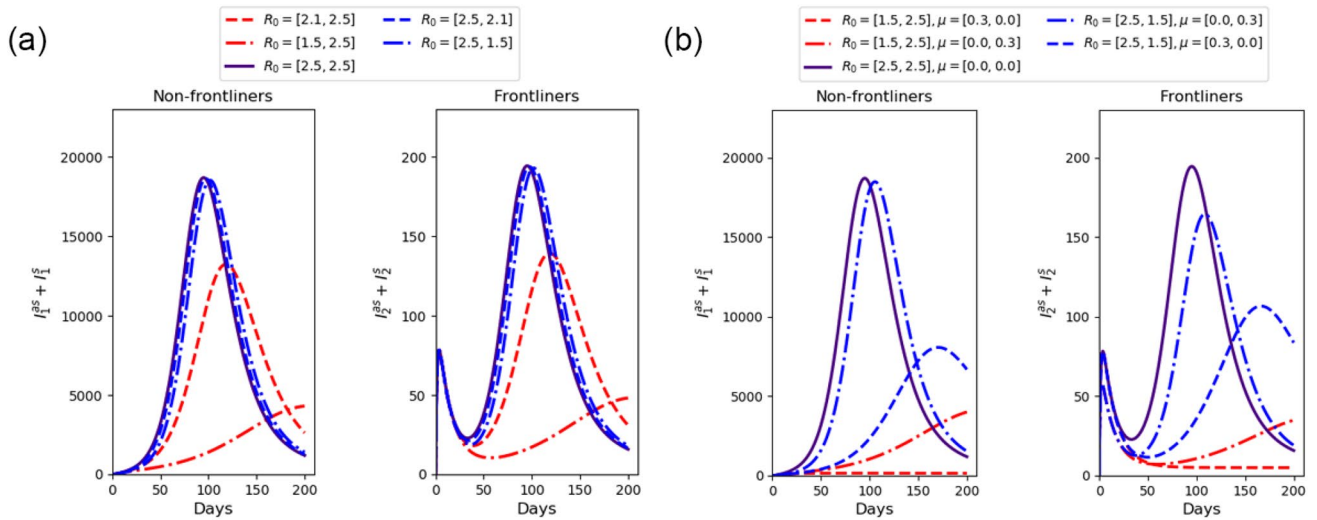 (a)
R₀ = [2.1, 2.5]
R₀ = [1.5, 2.5]
R₀ = [2.5, 2.5]
R₀ = [2.5, 2.1]
R₀ = [2.5, 1.5]
Non-frontliners
20000
15000
10000
5000
0
I₁ᵃˢ + I₁ˢ
0 50 100 150 200
Days
Frontliners
200
150
100
50
0
I₂ᵃˢ + I₂ˢ
0 50 100 150 200
Days
(b)
R₀ = [1.5, 2.5], μ = [0.3, 0.0]
R₀ = [1.5, 2.5], μ = [0.0, 0.3]
R₀ = [2.5, 2.5], μ = [0.0, 0.0]
R₀ = [2.5, 1.5], μ = [0.0, 0.3]
R₀ = [2.5, 1.5], μ = [0.3, 0.0]
Non-frontliners
20000
15000
10000
5000
0
I₁ᵃˢ + I₁ˢ
0 50 100 150 200
Days
Frontliners
200
150
100
50
0
I₂ᵃˢ + I₂ˢ
0 50 100 150 200
Days